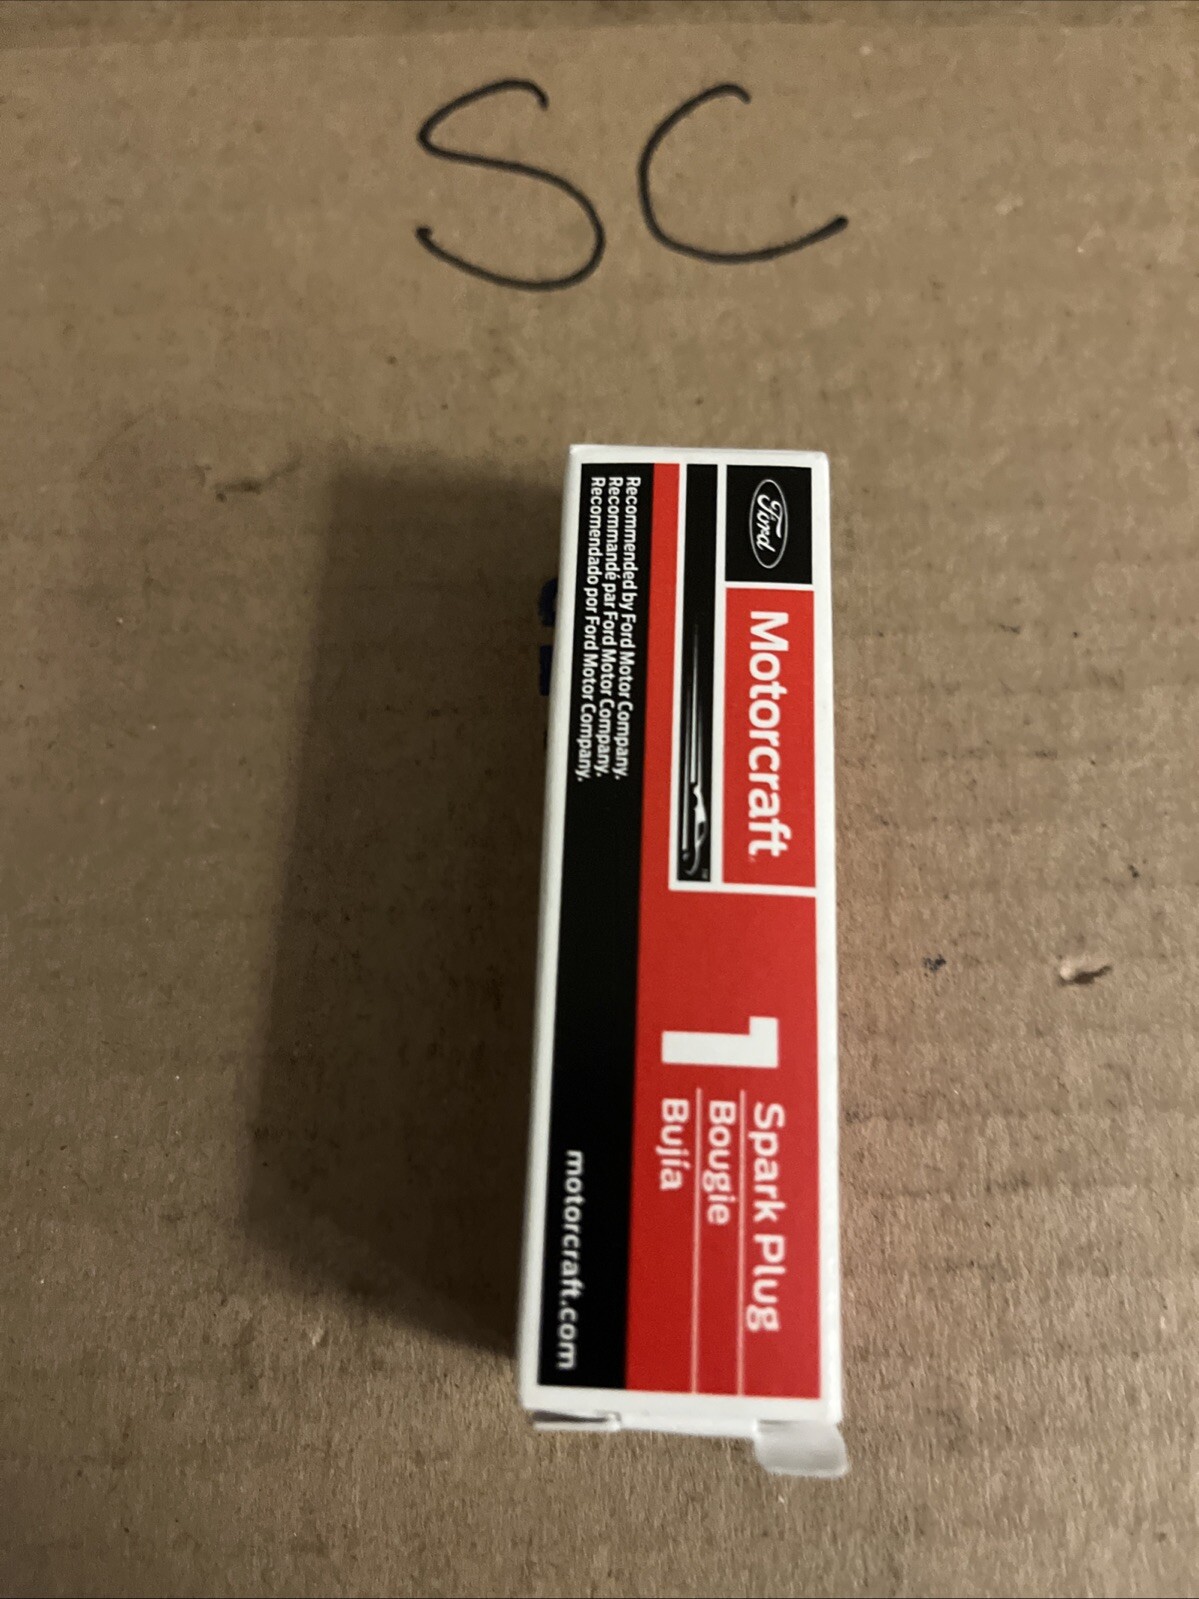 SC
Ford
Motorcraft
1
Spark Plug
Bougie
Bujía
Recommended by Ford Motor Company.
Recommandé par Ford Motor Company.
Recomendado por Ford Motor Company.
motorcraft.com